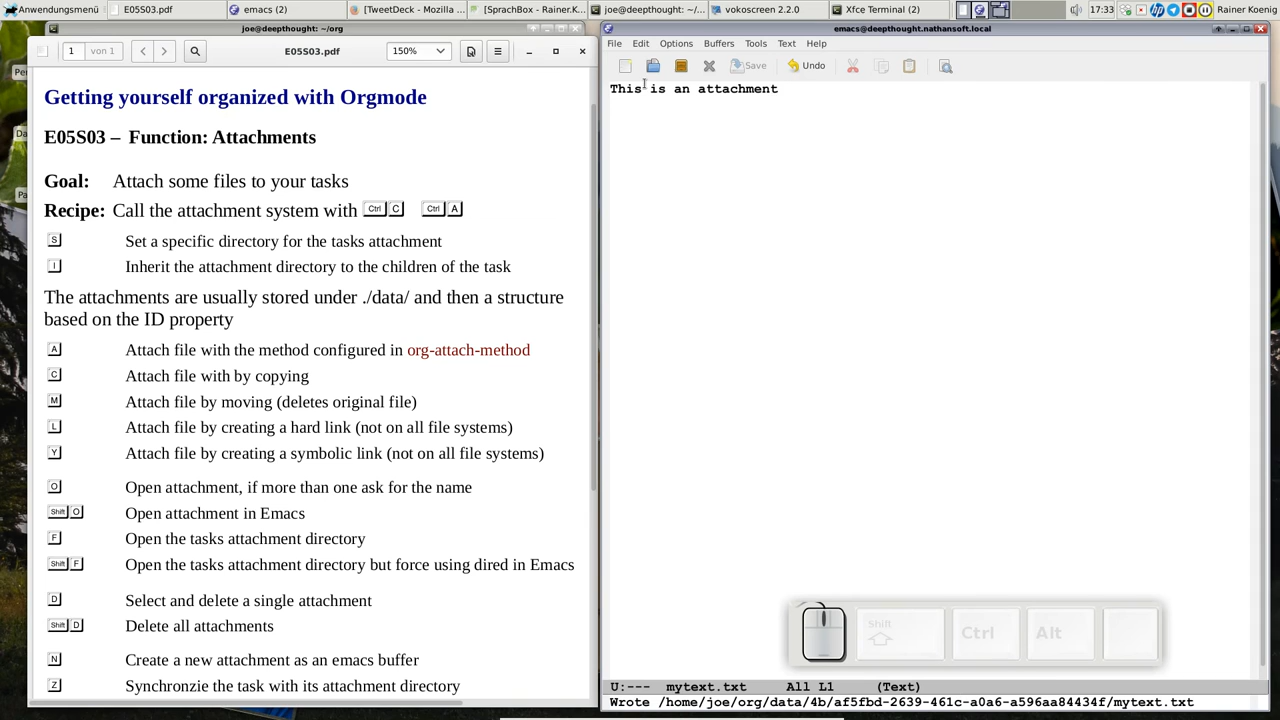 Anwendungsmenü
E05S03.pdf
emacs (2)
[TweetDeck - Mozilla ...
[SprachBox - Rainer.K...
joe@deepthought: ~/...
vokoscreen 2.2.0
Xfce Terminal (2)
17:33
Rainer Koenig
joe@deepthought: ~/org
1 von 1
E05S03.pdf
150%
Getting yourself organized with Orgmode
E05S03 – Function: Attachments
Goal: Attach some files to your tasks
Recipe: Call the attachment system with Ctrl C Ctrl A
S Set a specific directory for the tasks attachment
I Inherit the attachment directory to the children of the task
The attachments are usually stored under ./data/ and then a structure
based on the ID property
A Attach file with the method configured in org-attach-method
C Attach file with by copying
M Attach file by moving (deletes original file)
L Attach file by creating a hard link (not on all file systems)
Y Attach file by creating a symbolic link (not on all file systems)
O Open attachment, if more than one ask for the name
Shift O Open attachment in Emacs
F Open the tasks attachment directory
Shift F Open the tasks attachment directory but force using dired in Emacs
D Select and delete a single attachment
Shift D Delete all attachments
N Create a new attachment as an emacs buffer
Z Synchronzie the task with its attachment directory
emacs@deepthought.nathansoft.local
File Edit Options Buffers Tools Text Help
Save Undo
This is an attachment
Shift Ctrl Alt
U:--- mytext.txt All L1 (Text)
Wrote /home/joe/org/data/4b/af5fbd-2639-461c-a0a6-a596aa84434f/mytext.txt